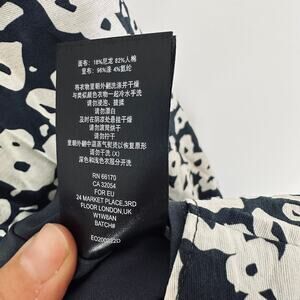 面布: 18%尼龙 82%人棉
里布: 96%涤 4%氨纶
将衣物里朝外翻洗涤并干燥
与类似颜色衣物一起冷水手洗
请勿浸泡、揉搓
请勿漂白
及时在阴凉处悬挂干燥
请勿滚筒烘干
请勿拧干
里朝外翻中温蒸气熨烫以恢复原形
请勿干洗 (X)
深色和浅色衣服分开洗
RN 66170
CA 32054
FOR EU
24 MARKET PLACE, 3RD
FLOOR LONDON, UK
W1W8AN
BATCH#